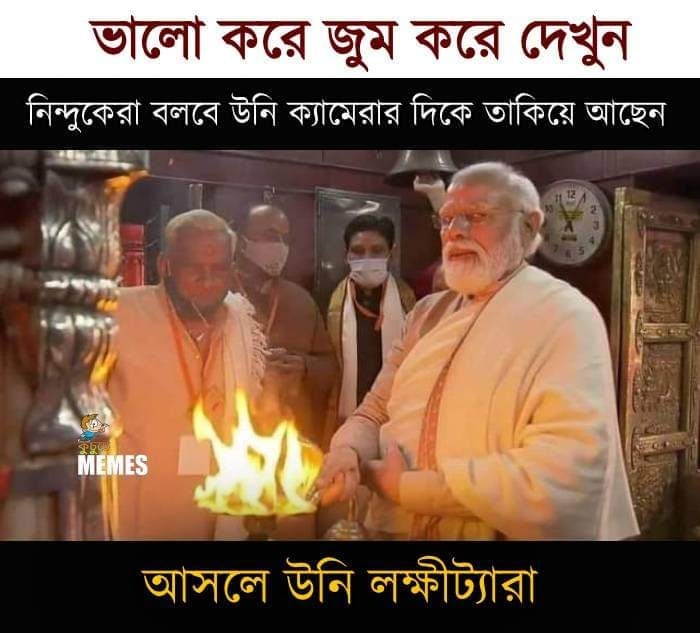 ভালো করে জুম করে দেখুন
নিন্দুকেরা বলবে উনি ক্যামেরার দিকে তাকিয়ে আছেন
MEMES
আসলে উনি লক্ষীট্যারা